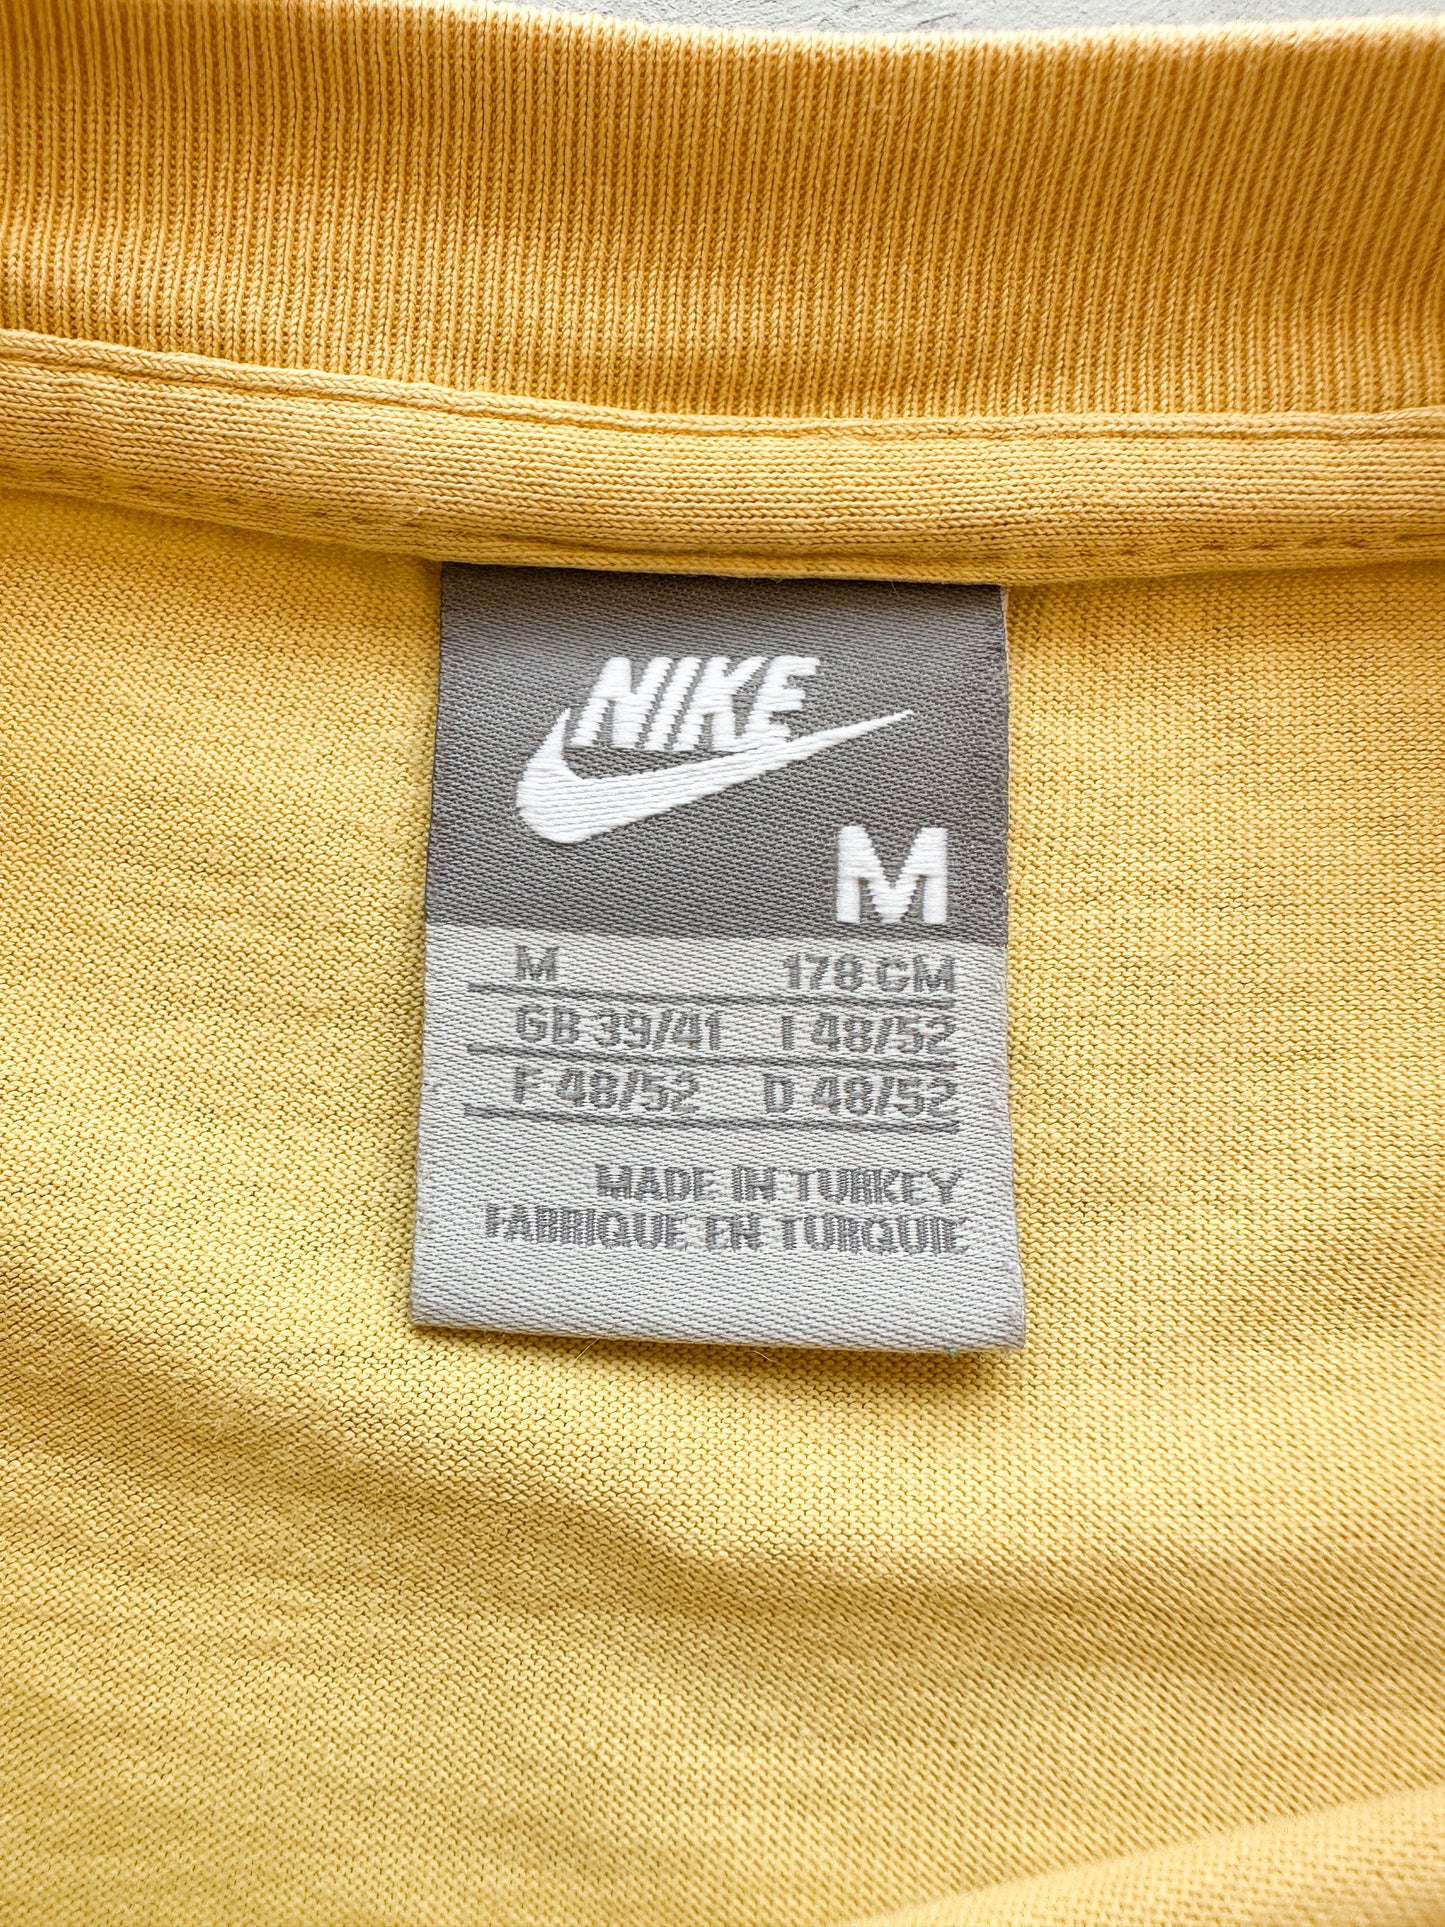 NIKE
M
M 178 CM
GB 39/41 I 48/52
F 48/52 D 48/52
MADE IN TURKEY
FABRIQUE EN TURQUIE